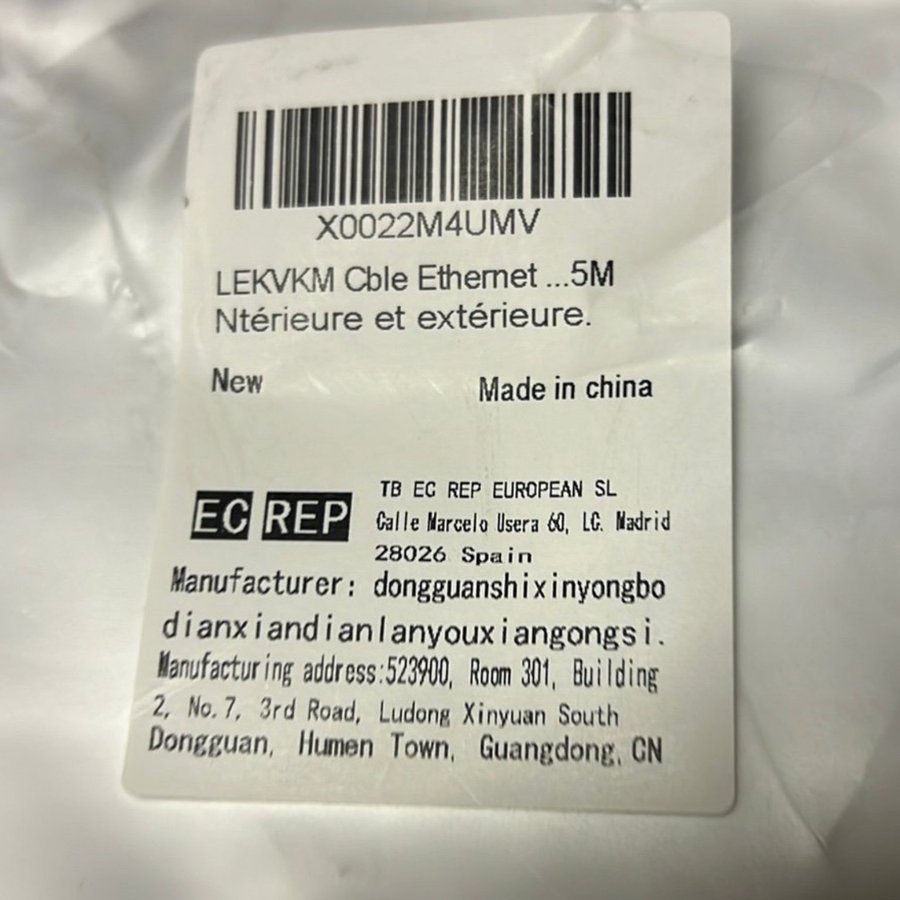 X0022M4UMV
LEKVKM Cble Ethernet ...5M
Ntérieure et extérieure.
New
Made in china
EC REP
TB EC REP EUROPEAN SL
Calle Marcelo Usera 60, LC. Madrid
28026 Spain
Manufacturer: dongguanshixinyongbo
dianxiandianlanyouxiangongsi.
Manufacturing address:523900, Room 301, Building
2, No.7, 3rd Road, Ludong Xinyuan South
Dongguan, Humen Town, Guangdong, CN